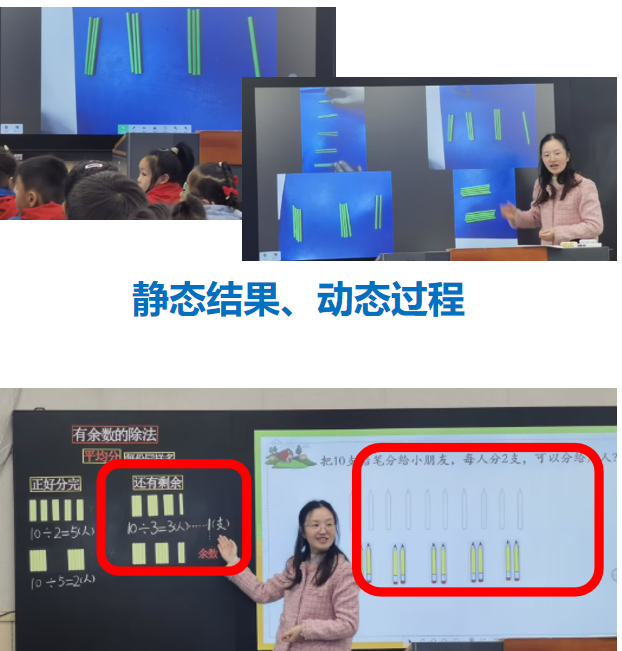 静态结果、动态过程
有余数的除法
平均分
正好分完
还有剩余
10÷2=5(人)
10÷3=3(人)……1(支)
余数
10÷5=2(人)
把10支铅笔分给小朋友，每人分2支，可以分给 人?